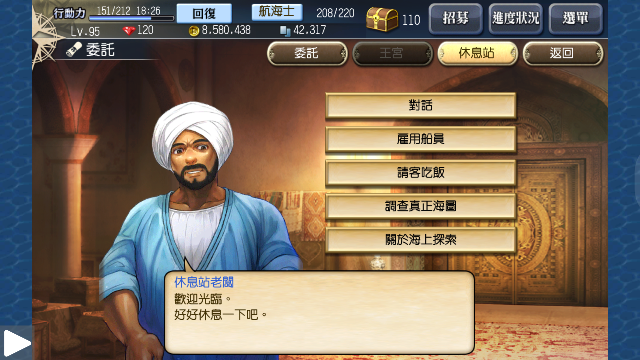 行動力 151/212 18:26 回復 航海士 208/220 110 招募 進度狀況 選單
Lv.95 120 8,580,438 42,317
委託 委託 王宮 休息站 返回
對話
雇用船員
請客吃飯
調查真正海圖
關於海上探索
休息站老闆
歡迎光臨。
好好休息一下吧。